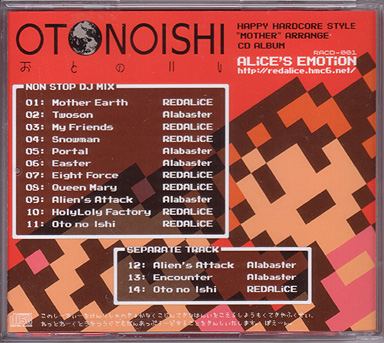 OTONOISHI
おとのいし
HAPPY HARDCORE STYLE
"MOTHER" ARRANGE
CD ALBUM
RACD-001
ALiCE'S EMOTiON
http://redalice.hmc6.net/
NON STOP DJ MIX
01: Mother Earth REDALiCE
02: Twoson Alabaster
03: My Friends REDALiCE
04: Snowman REDALiCE
05: Portal Alabaster
06: Easter Alabaster
07: Eight Force REDALiCE
08: Queen Mary REDALiCE
09: Alien's Attack Alabaster
10: HolyLoly Factory REDALiCE
11: Oto no Ishi REDALiCE
SEPARATE TRACK
12: Alien's Attack Alabaster
13: Encounter Alabaster
14: Oto no Ishi REDALiCE